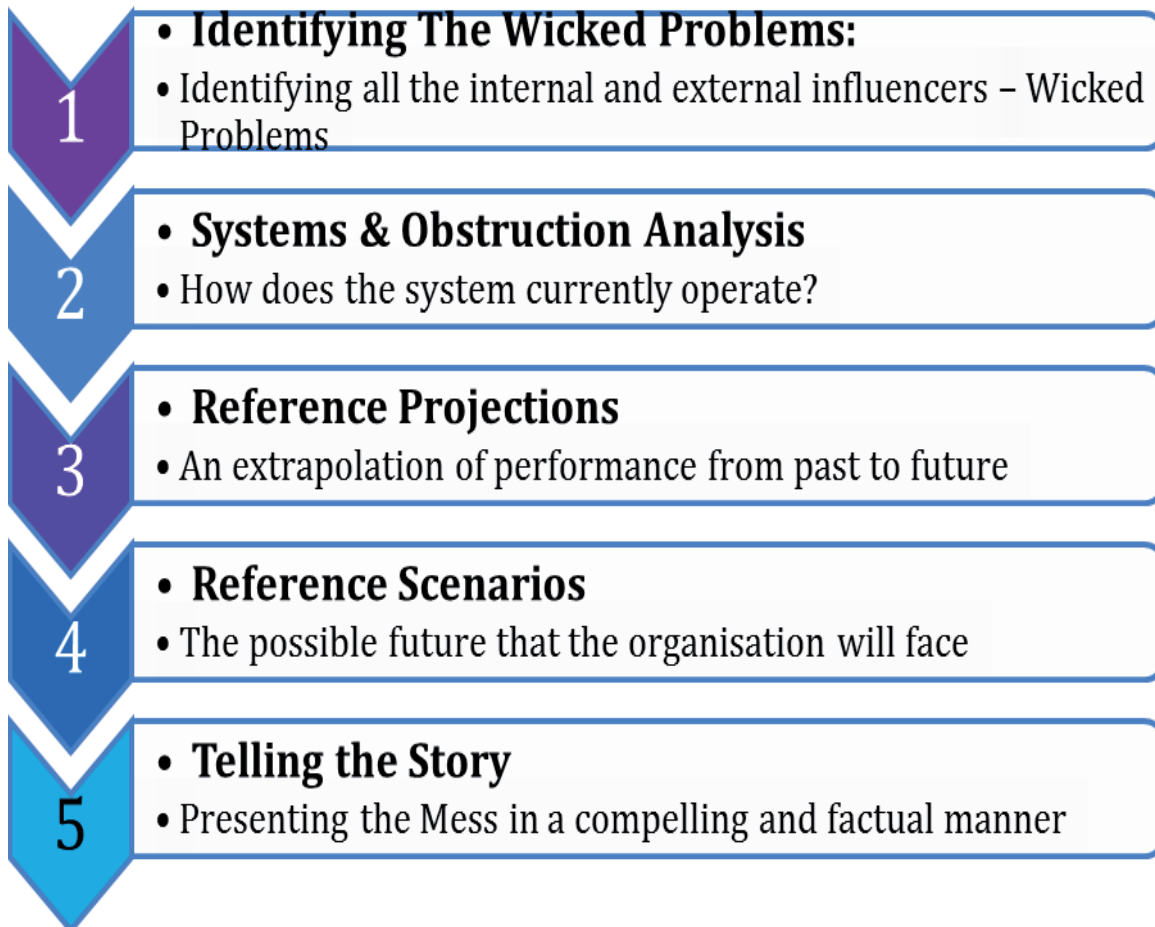 1
• Identifying The Wicked Problems:
• Identifying all the internal and external influencers – Wicked
Problems
2
• Systems & Obstruction Analysis
• How does the system currently operate?
3
• Reference Projections
• An extrapolation of performance from past to future
4
• Reference Scenarios
• The possible future that the organisation will face
5
• Telling the Story
• Presenting the Mess in a compelling and factual manner